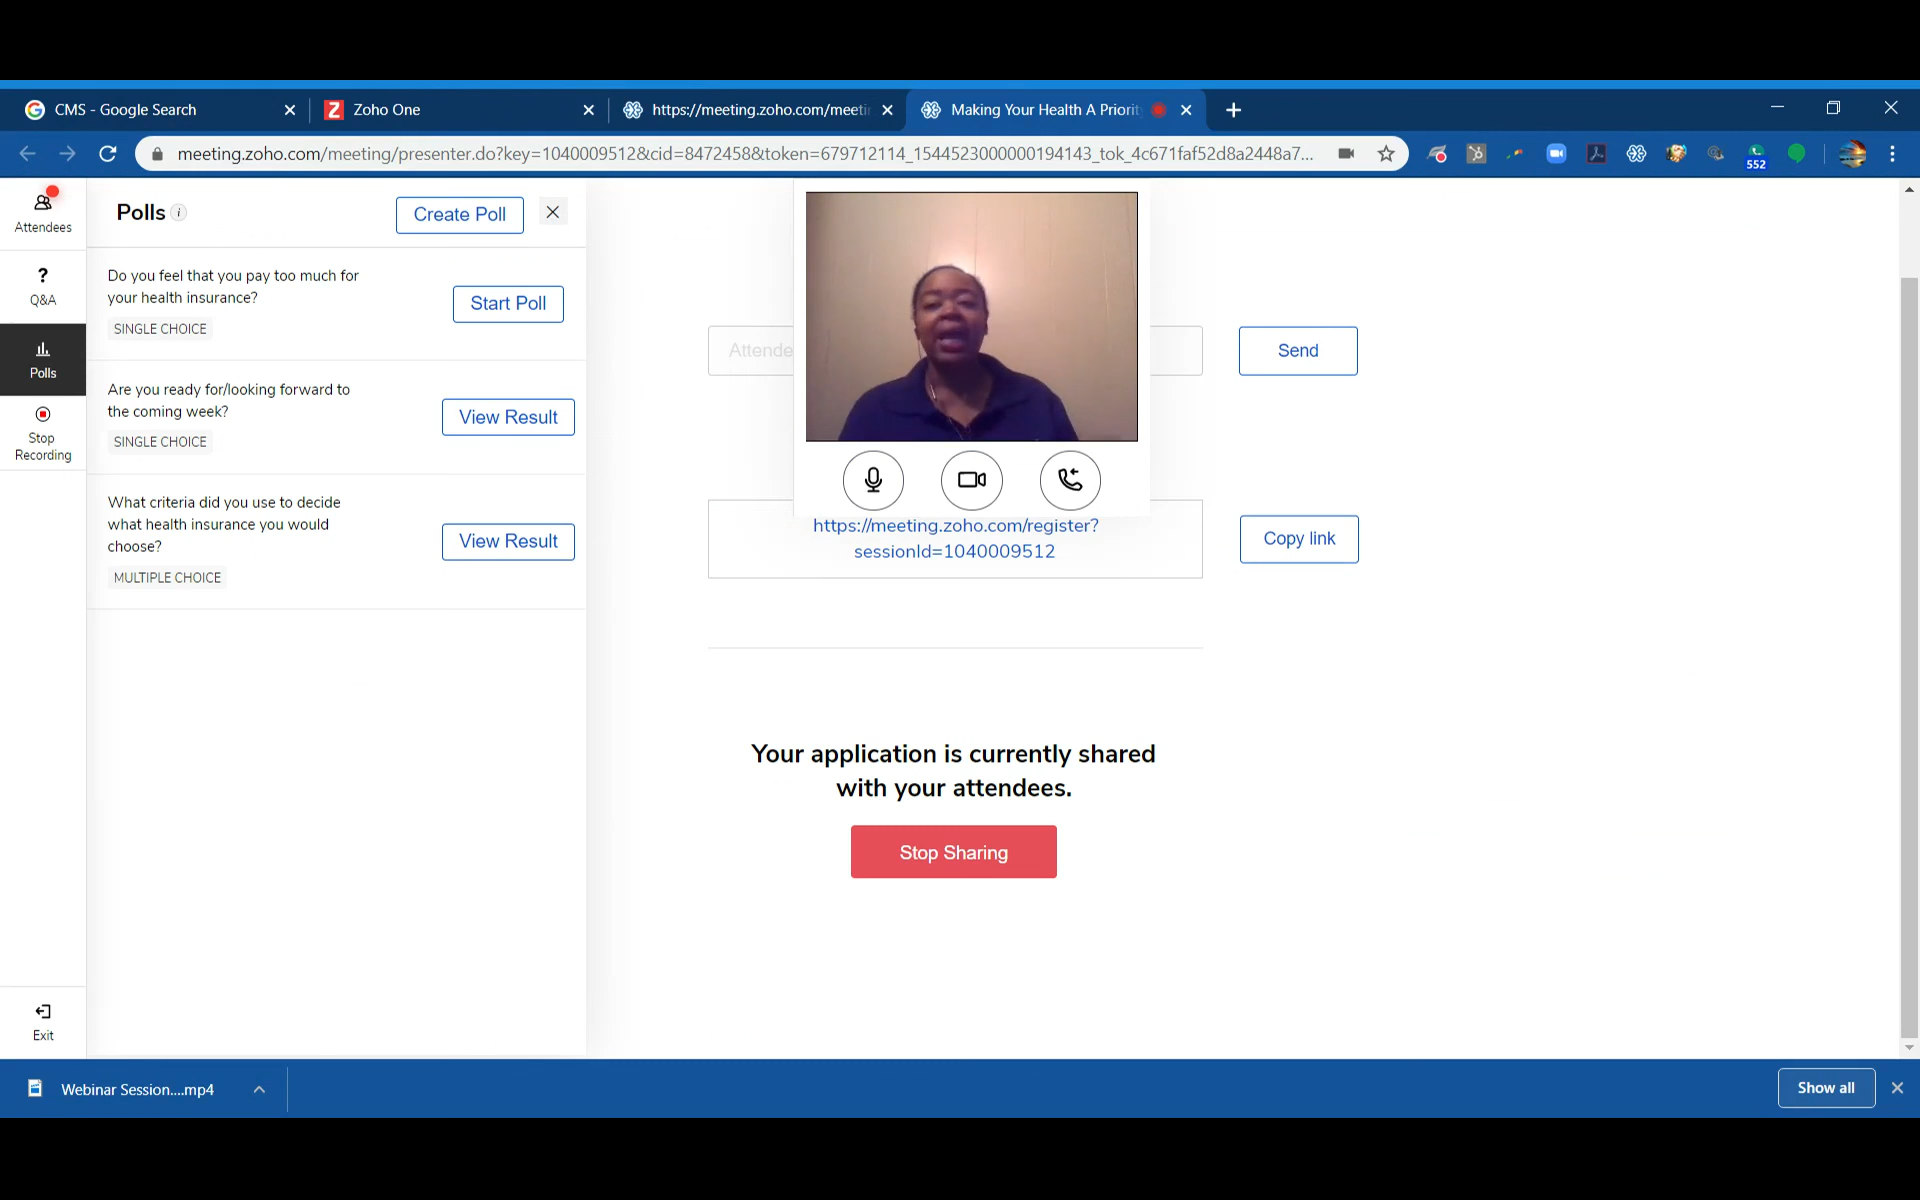 CMS - Google Search
Zoho One
https://meeting.zoho.com/meeti
Making Your Health A Priorit
meeting.zoho.com/meeting/presenter.do?key=1040009512&cid=8472458&token=679712114_1544523000000194143_tok_4c671faf52d8a2448a7...
552
Attendees
Polls
Create Poll
Do you feel that you pay too much for
your health insurance?
SINGLE CHOICE
Start Poll
Q&A
Polls
Are you ready for/looking forward to
the coming week?
SINGLE CHOICE
View Result
Stop
Recording
What criteria did you use to decide
what health insurance you would
choose?
MULTIPLE CHOICE
View Result
Attende
Send
https://meeting.zoho.com/register?
sessionId=1040009512
Copy link
Your application is currently shared
with your attendees.
Stop Sharing
Exit
Webinar Session....mp4
Show all